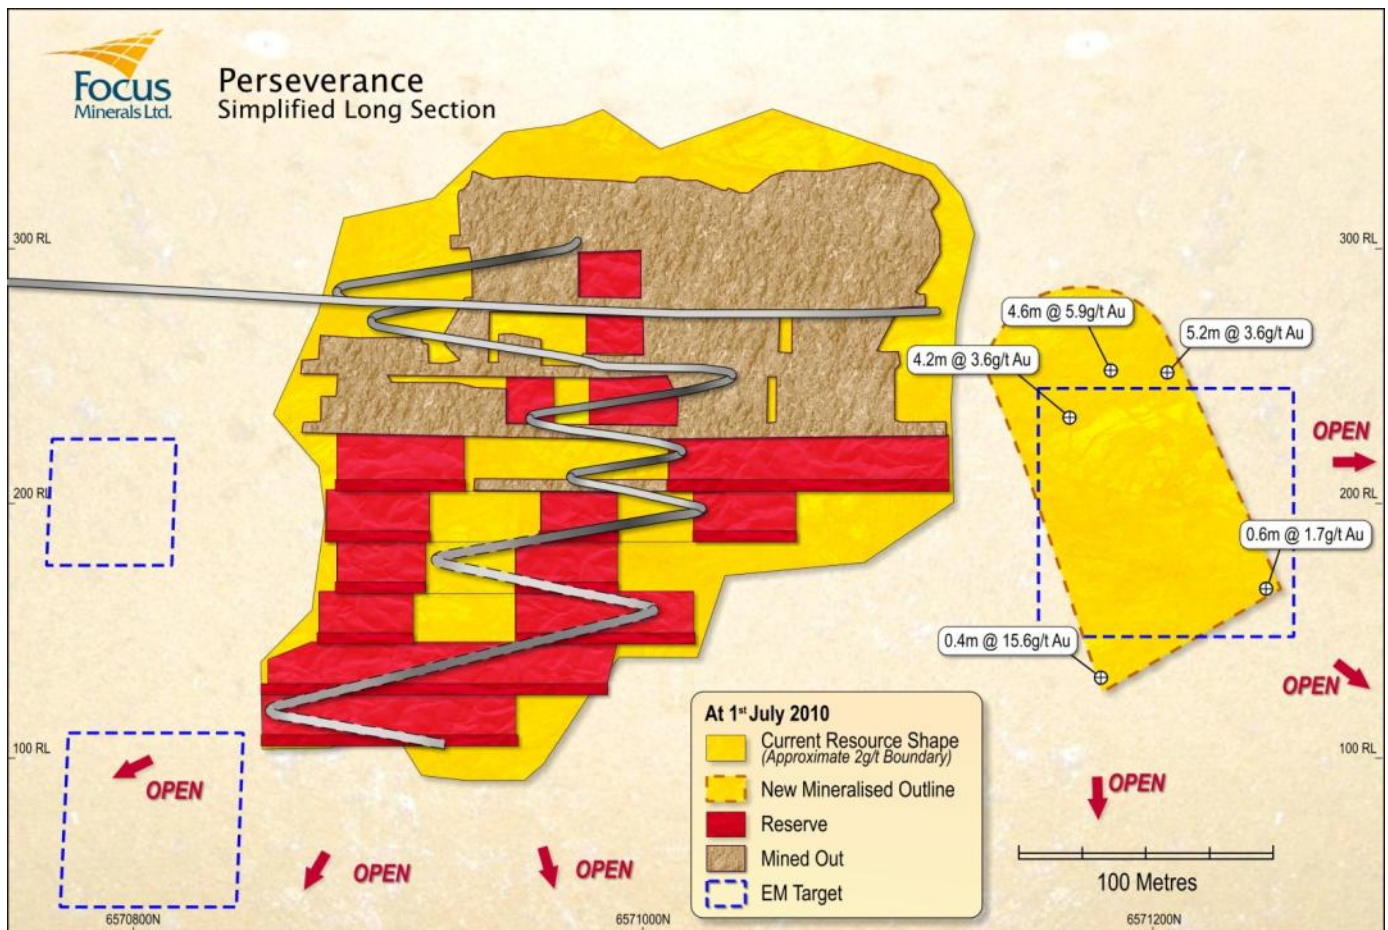 Focus
Minerals Ltd.
Perseverance
Simplified Long Section
300 RL
300 RL
4.6m @ 5.9g/t Au
5.2m @ 3.6g/t Au
4.2m @ 3.6g/t Au
OPEN
200 RL
200 RL
0.6m @ 1.7g/t Au
0.4m @ 15.6g/t Au
OPEN
At 1st July 2010
Current Resource Shape
(Approximate 2g/t Boundary)
New Mineralised Outline
Reserve
Mined Out
EM Target
100 RL
100 RL
OPEN
OPEN
OPEN
OPEN
100 Metres
6570800N
6571000N
6571200N